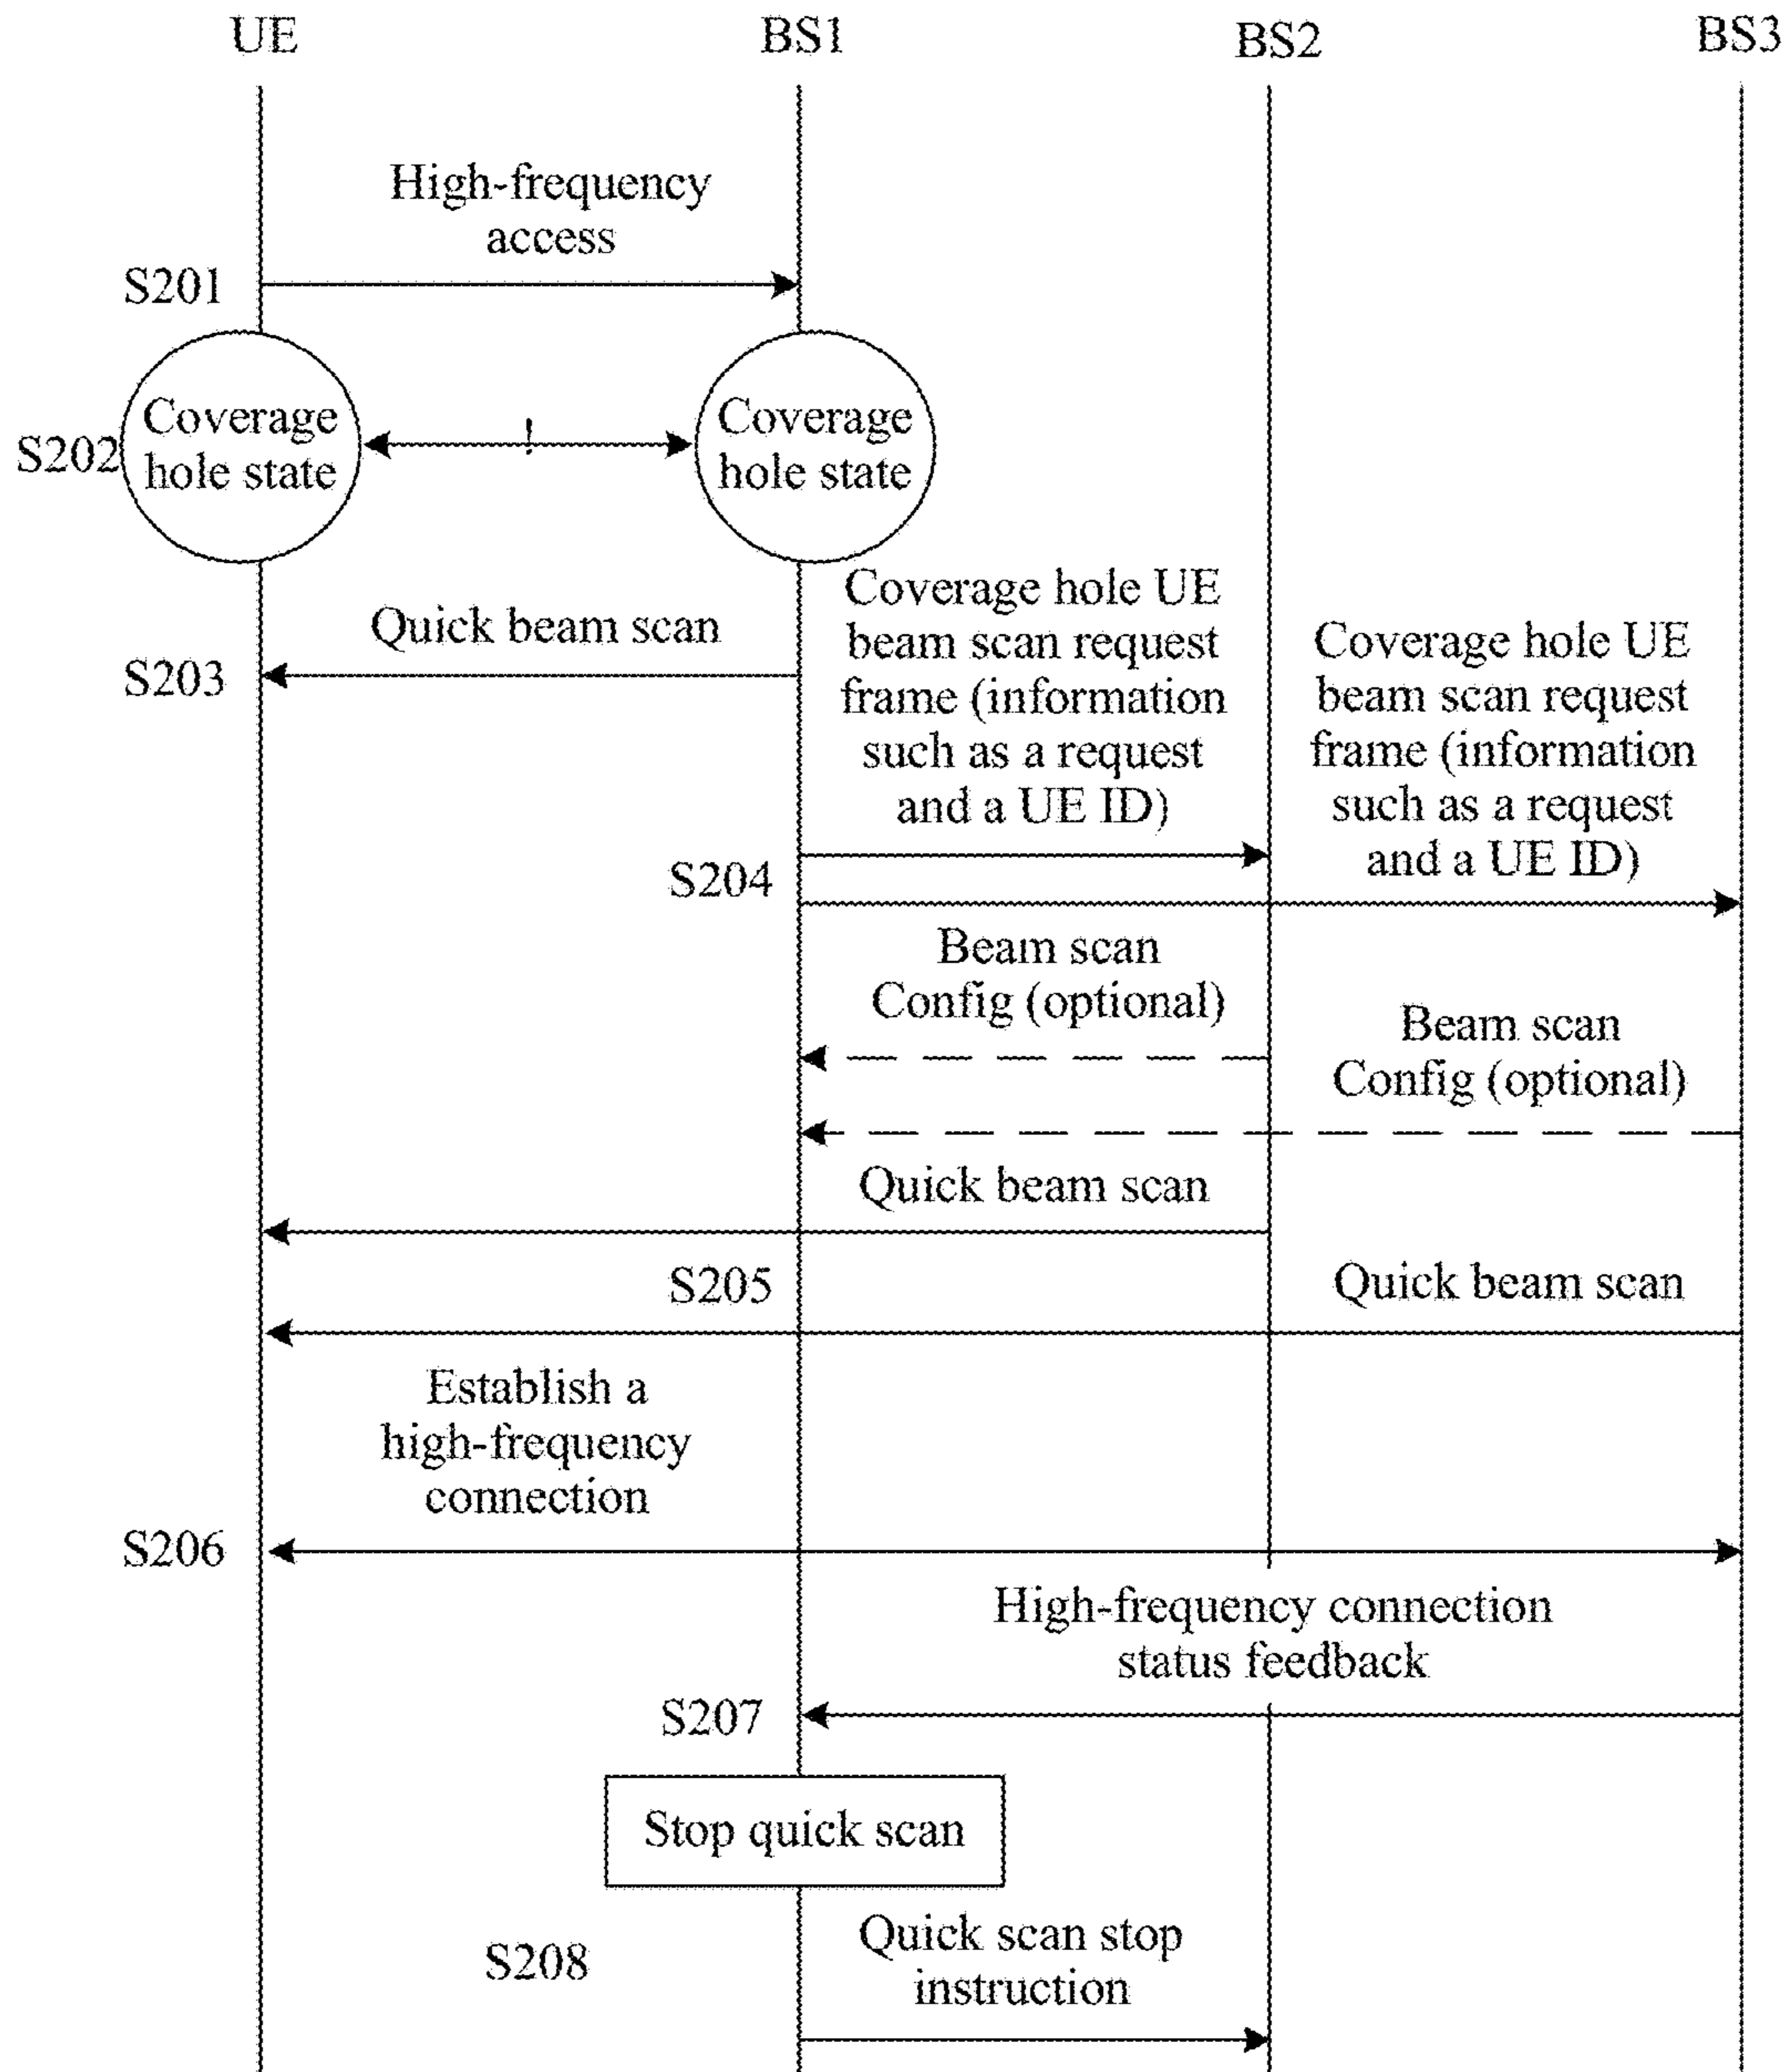 UE
BS1
BS2
BS3
High-frequency
access
S201
Coverage
hole state
Coverage
hole state
S202
!
Quick beam scan
S203
Coverage hole UE
beam scan request
frame (information
such as a request
and a UE ID)
Coverage hole UE
beam scan request
frame (information
such as a request
and a UE ID)
S204
Beam scan
Config (optional)
Beam scan
Config (optional)
Quick beam scan
S205
Quick beam scan
Establish a
high-frequency
connection
S206
High-frequency connection
status feedback
S207
Stop quick scan
S208
Quick scan stop
instruction